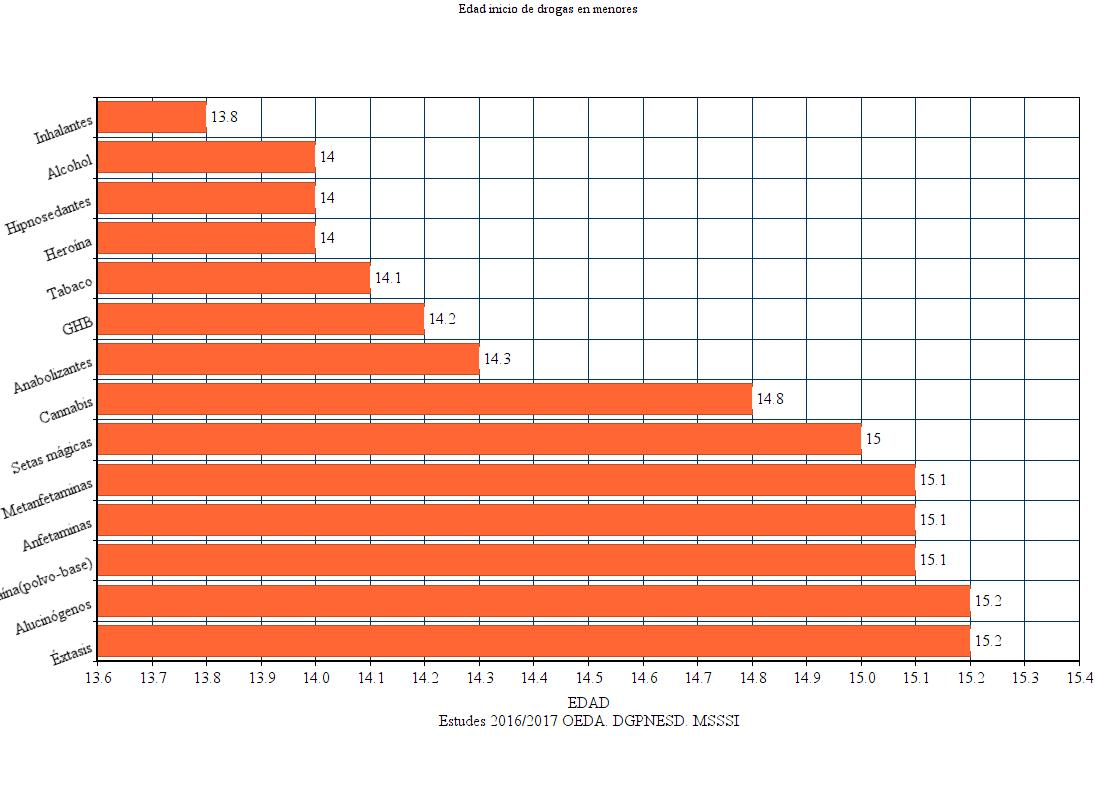 Edad inicio de drogas en menores
Inhalantes 13.8
Alcohol 14
Hipnosedantes 14
Heroína 14
Tabaco 14.1
GHB 14.2
Anabolizantes 14.3
Cannabis 14.8
Setas mágicas 15
Metanfetaminas 15.1
Anfetaminas 15.1
ína(polvo-base) 15.1
Alucinógenos 15.2
Éxtasis 15.2
13.6 13.7 13.8 13.9 14.0 14.1 14.2 14.3 14.4 14.5 14.6 14.7 14.8 14.9 15.0 15.1 15.2 15.3 15.4
EDAD
Estudes 2016/2017 OEDA. DGPNESD. MSSSI